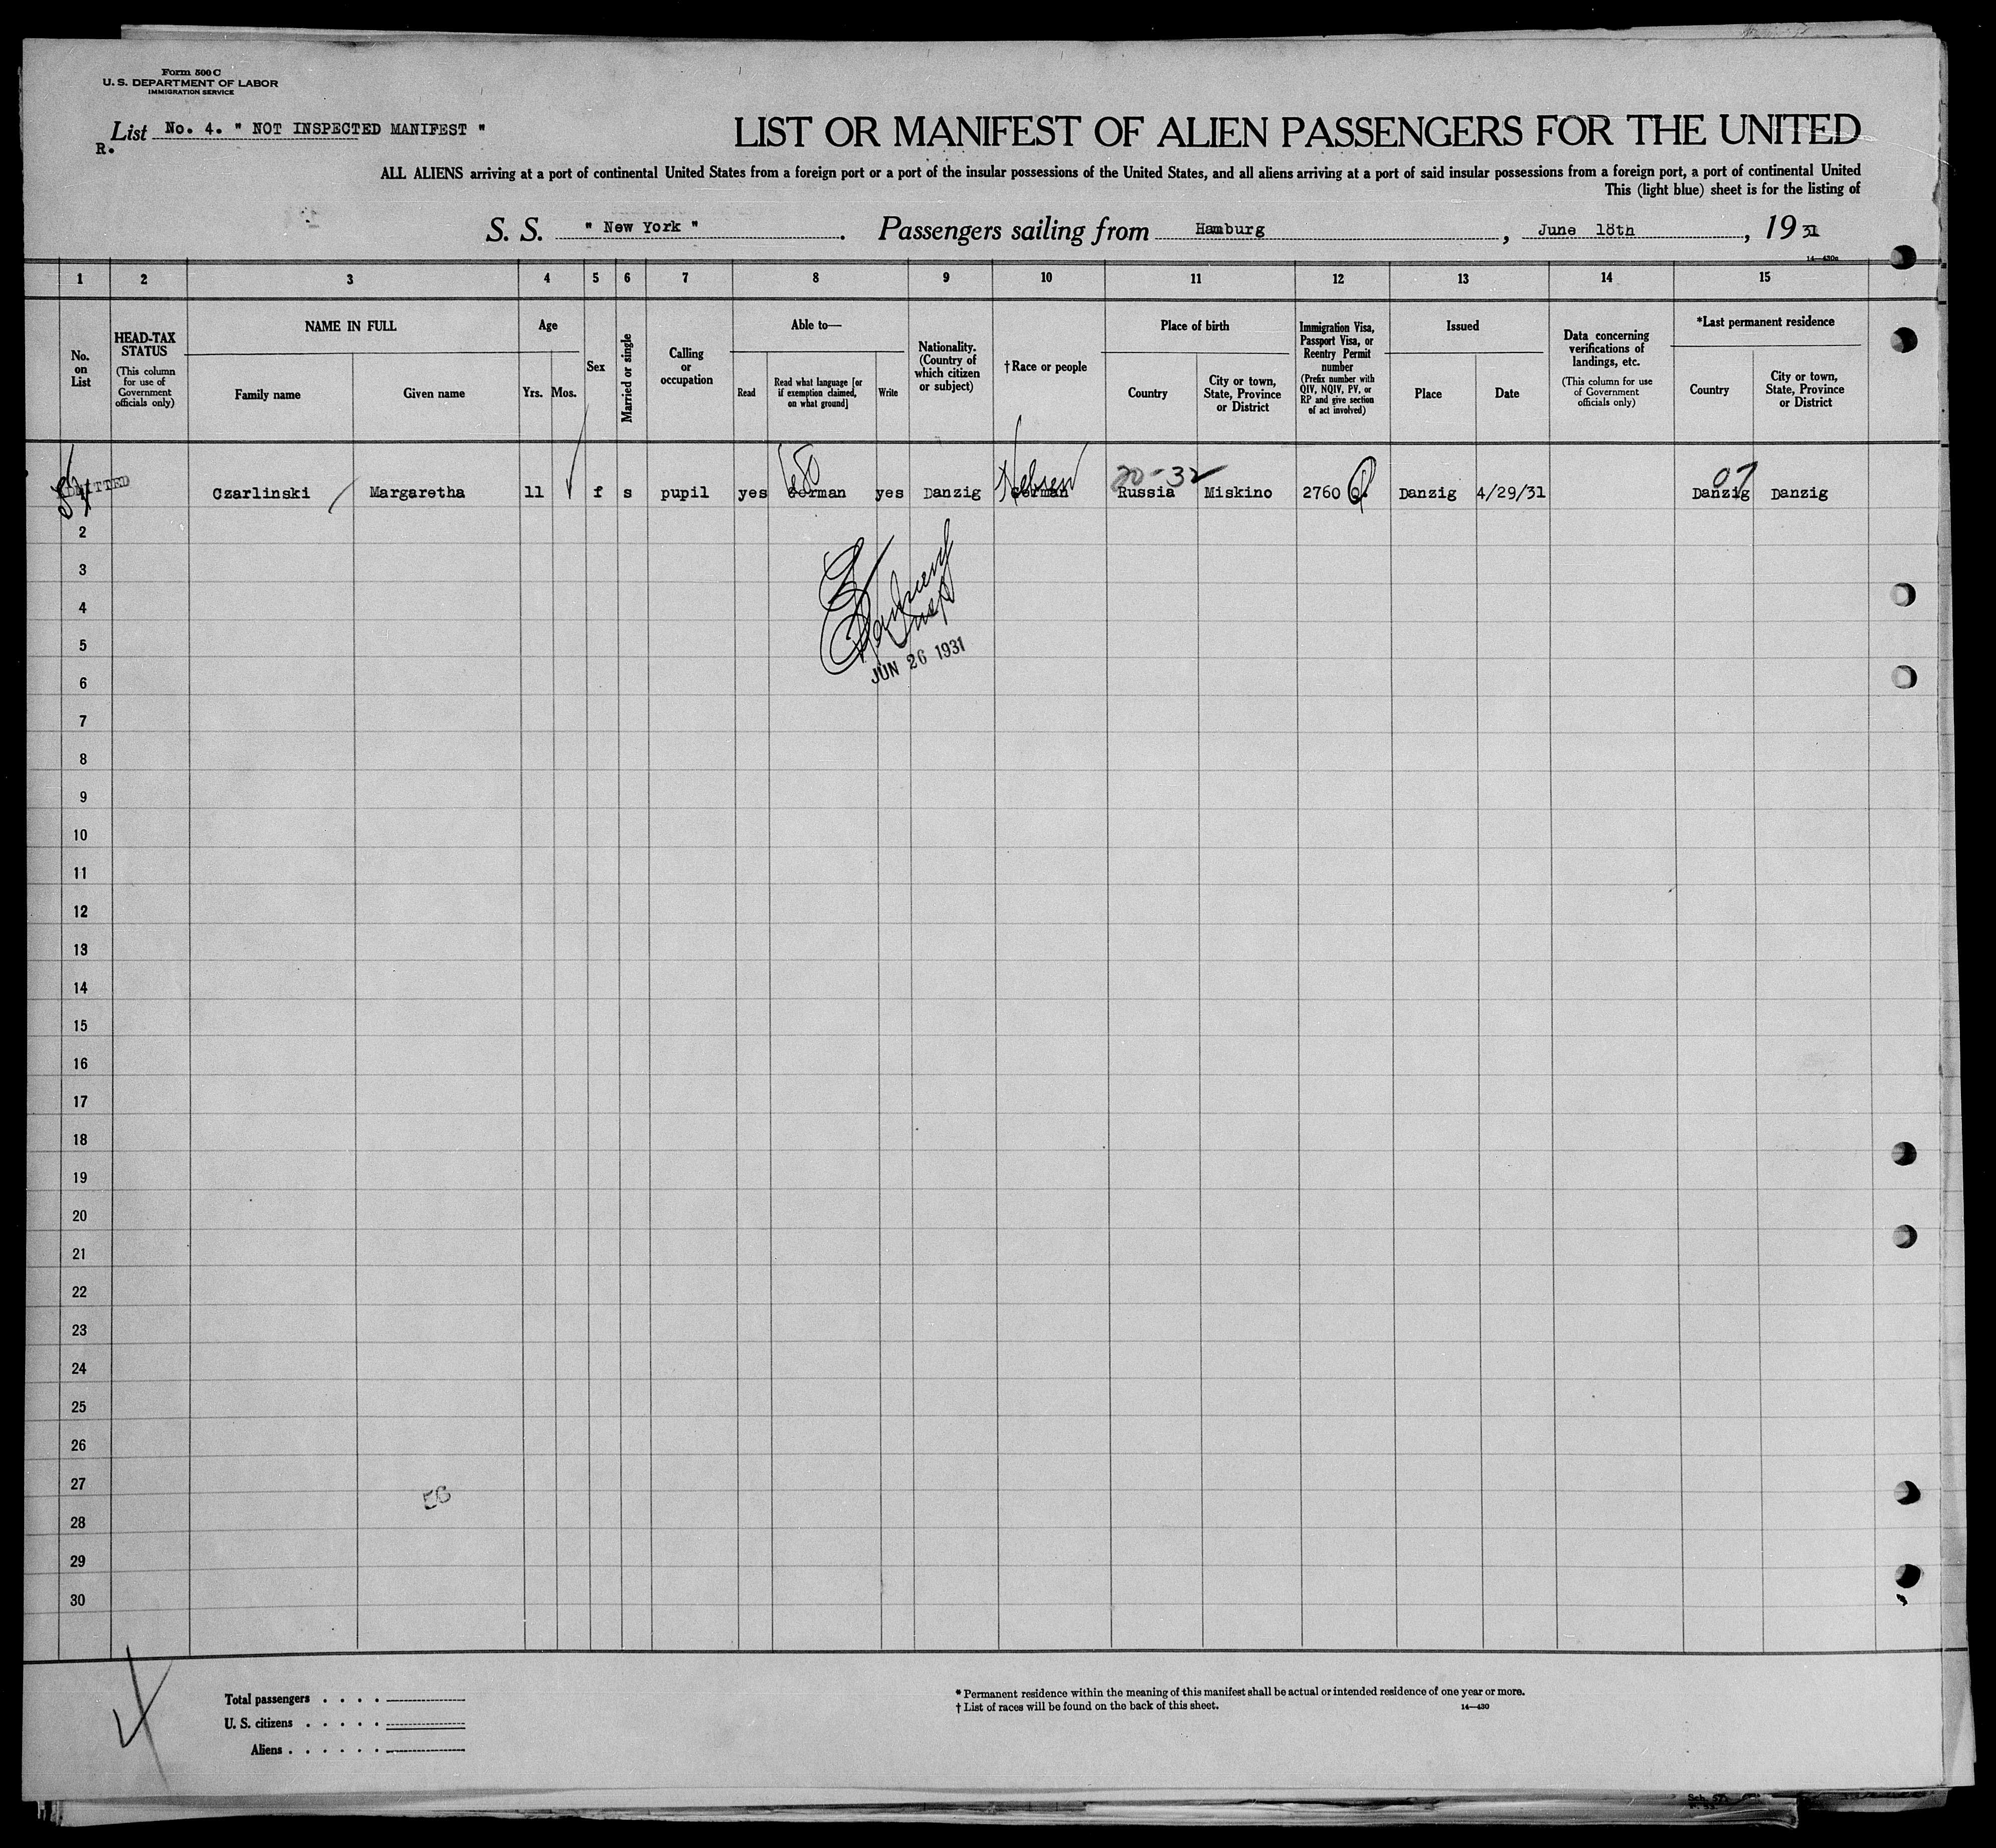 Form 500 C
U. S. DEPARTMENT OF LABOR
IMMIGRATION SERVICE
List No. 4. " NOT INSPECTED MANIFEST "
R.
LIST OR MANIFEST OF ALIEN PASSENGERS FOR THE UNITED
ALL ALIENS arriving at a port of continental United States from a foreign port or a port of the insular possessions of the United States, and all aliens arriving at a port of said insular possessions from a foreign port, a port of continental United
This (light blue) sheet is for the listing of
S. S. " New York ". Passengers sailing from Hamburg, June 18th, 19 31
14—430a
1 2 3 4 5 6 7 8 9 10 11 12 13 14 15
No. on List
HEAD-TAX STATUS (This column for use of Government officials only)
NAME IN FULL
Family name Given name
Age
Yrs. Mos.
Sex
Married or single
Calling or occupation
Able to—
Read Read what language [or if exemption claimed, on what ground] Write
Nationality. (Country of which citizen or subject)
† Race or people
Place of birth
Country City or town, State, Province or District
Immigration Visa, Passport Visa, or Reentry Permit number (Prefix number with QIV, NQIV, PV, or RP and give section of act involved)
Issued
Place Date
Data concerning verifications of landings, etc. (This column for use of Government officials only)
*Last permanent residence
Country City or town, State, Province or District
680 Hebrew 20-32 07
ADMITTED Czarlinski Margaretha 11 f s pupil yes German yes Danzig German Russia Miskino 2760 Q. Danzig 4/29/31 Danzig Danzig
2
3
4
5
JUN 26 1931
6
7
8
9
10
11
12
13
14
15
16
17
18
19
20
21
22
23
24
25
26
27
EB
28
29
30
Total passengers . . . .
U. S. citizens . . . . .
Aliens . . . . . .
* Permanent residence within the meaning of this manifest shall be actual or intended residence of one year or more.
† List of races will be found on the back of this sheet.
14—430